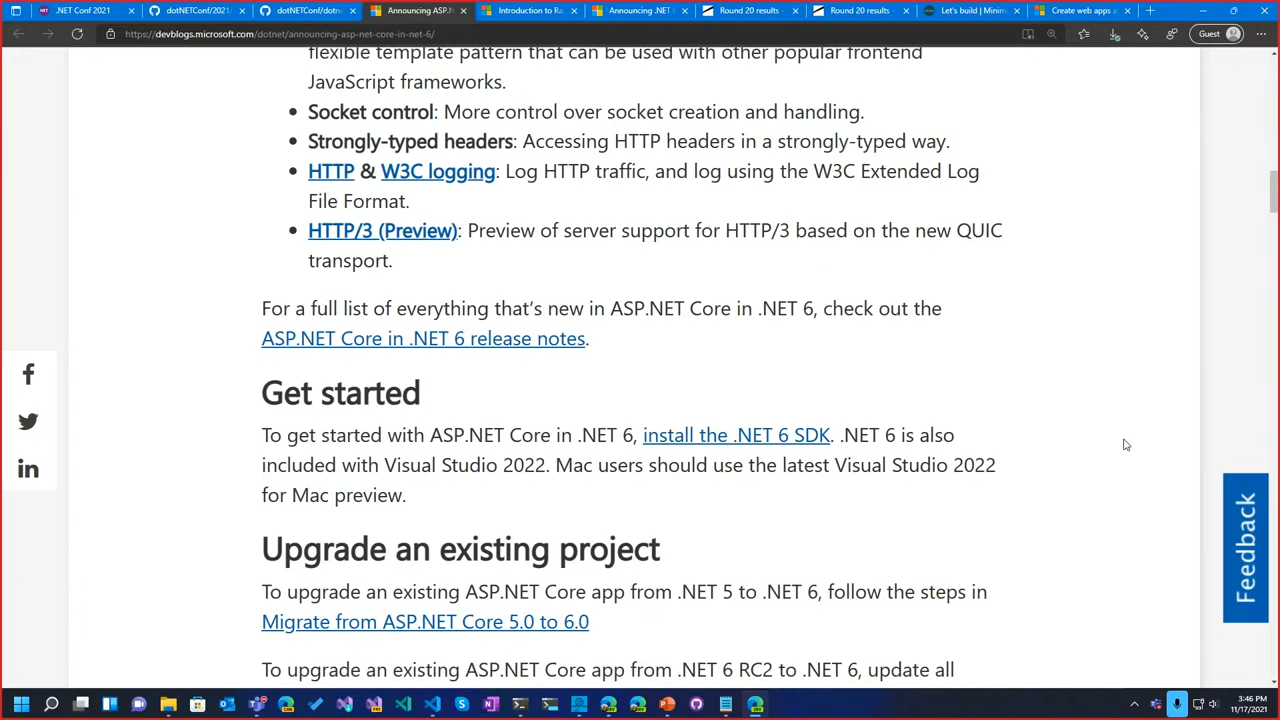 .NET Conf 2021
dotNETConf/2021/
dotNETConf/dotn
Announcing ASP.N
Introduction to Ra
Announcing .NET
Round 20 results -
Round 20 results -
Let's build | Minim
Create web apps a
https://devblogs.microsoft.com/dotnet/announcing-asp-net-core-in-net-6/
Guest
flexible template pattern that can be used with other popular frontend
JavaScript frameworks.
• Socket control: More control over socket creation and handling.
• Strongly-typed headers: Accessing HTTP headers in a strongly-typed way.
• HTTP & W3C logging: Log HTTP traffic, and log using the W3C Extended Log
File Format.
• HTTP/3 (Preview): Preview of server support for HTTP/3 based on the new QUIC
transport.
For a full list of everything that's new in ASP.NET Core in .NET 6, check out the
ASP.NET Core in .NET 6 release notes.
Get started
To get started with ASP.NET Core in .NET 6, install the .NET 6 SDK. .NET 6 is also
included with Visual Studio 2022. Mac users should use the latest Visual Studio 2022
for Mac preview.
Upgrade an existing project
To upgrade an existing ASP.NET Core app from .NET 5 to .NET 6, follow the steps in
Migrate from ASP.NET Core 5.0 to 6.0
To upgrade an existing ASP.NET Core app from .NET 6 RC2 to .NET 6, update all
Feedback
3:46 PM
11/17/2021